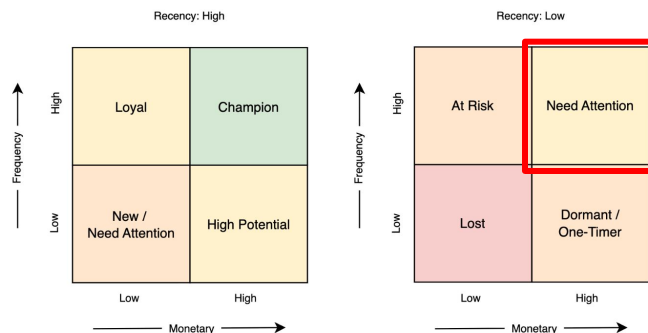 Recency: High
Recency: Low
Frequency
High
Low
Loyal
Champion
New /
Need Attention
High Potential
Low
High
Monetary
Frequency
High
Low
At Risk
Need Attention
Lost
Dormant /
One-Timer
Low
High
Monetary